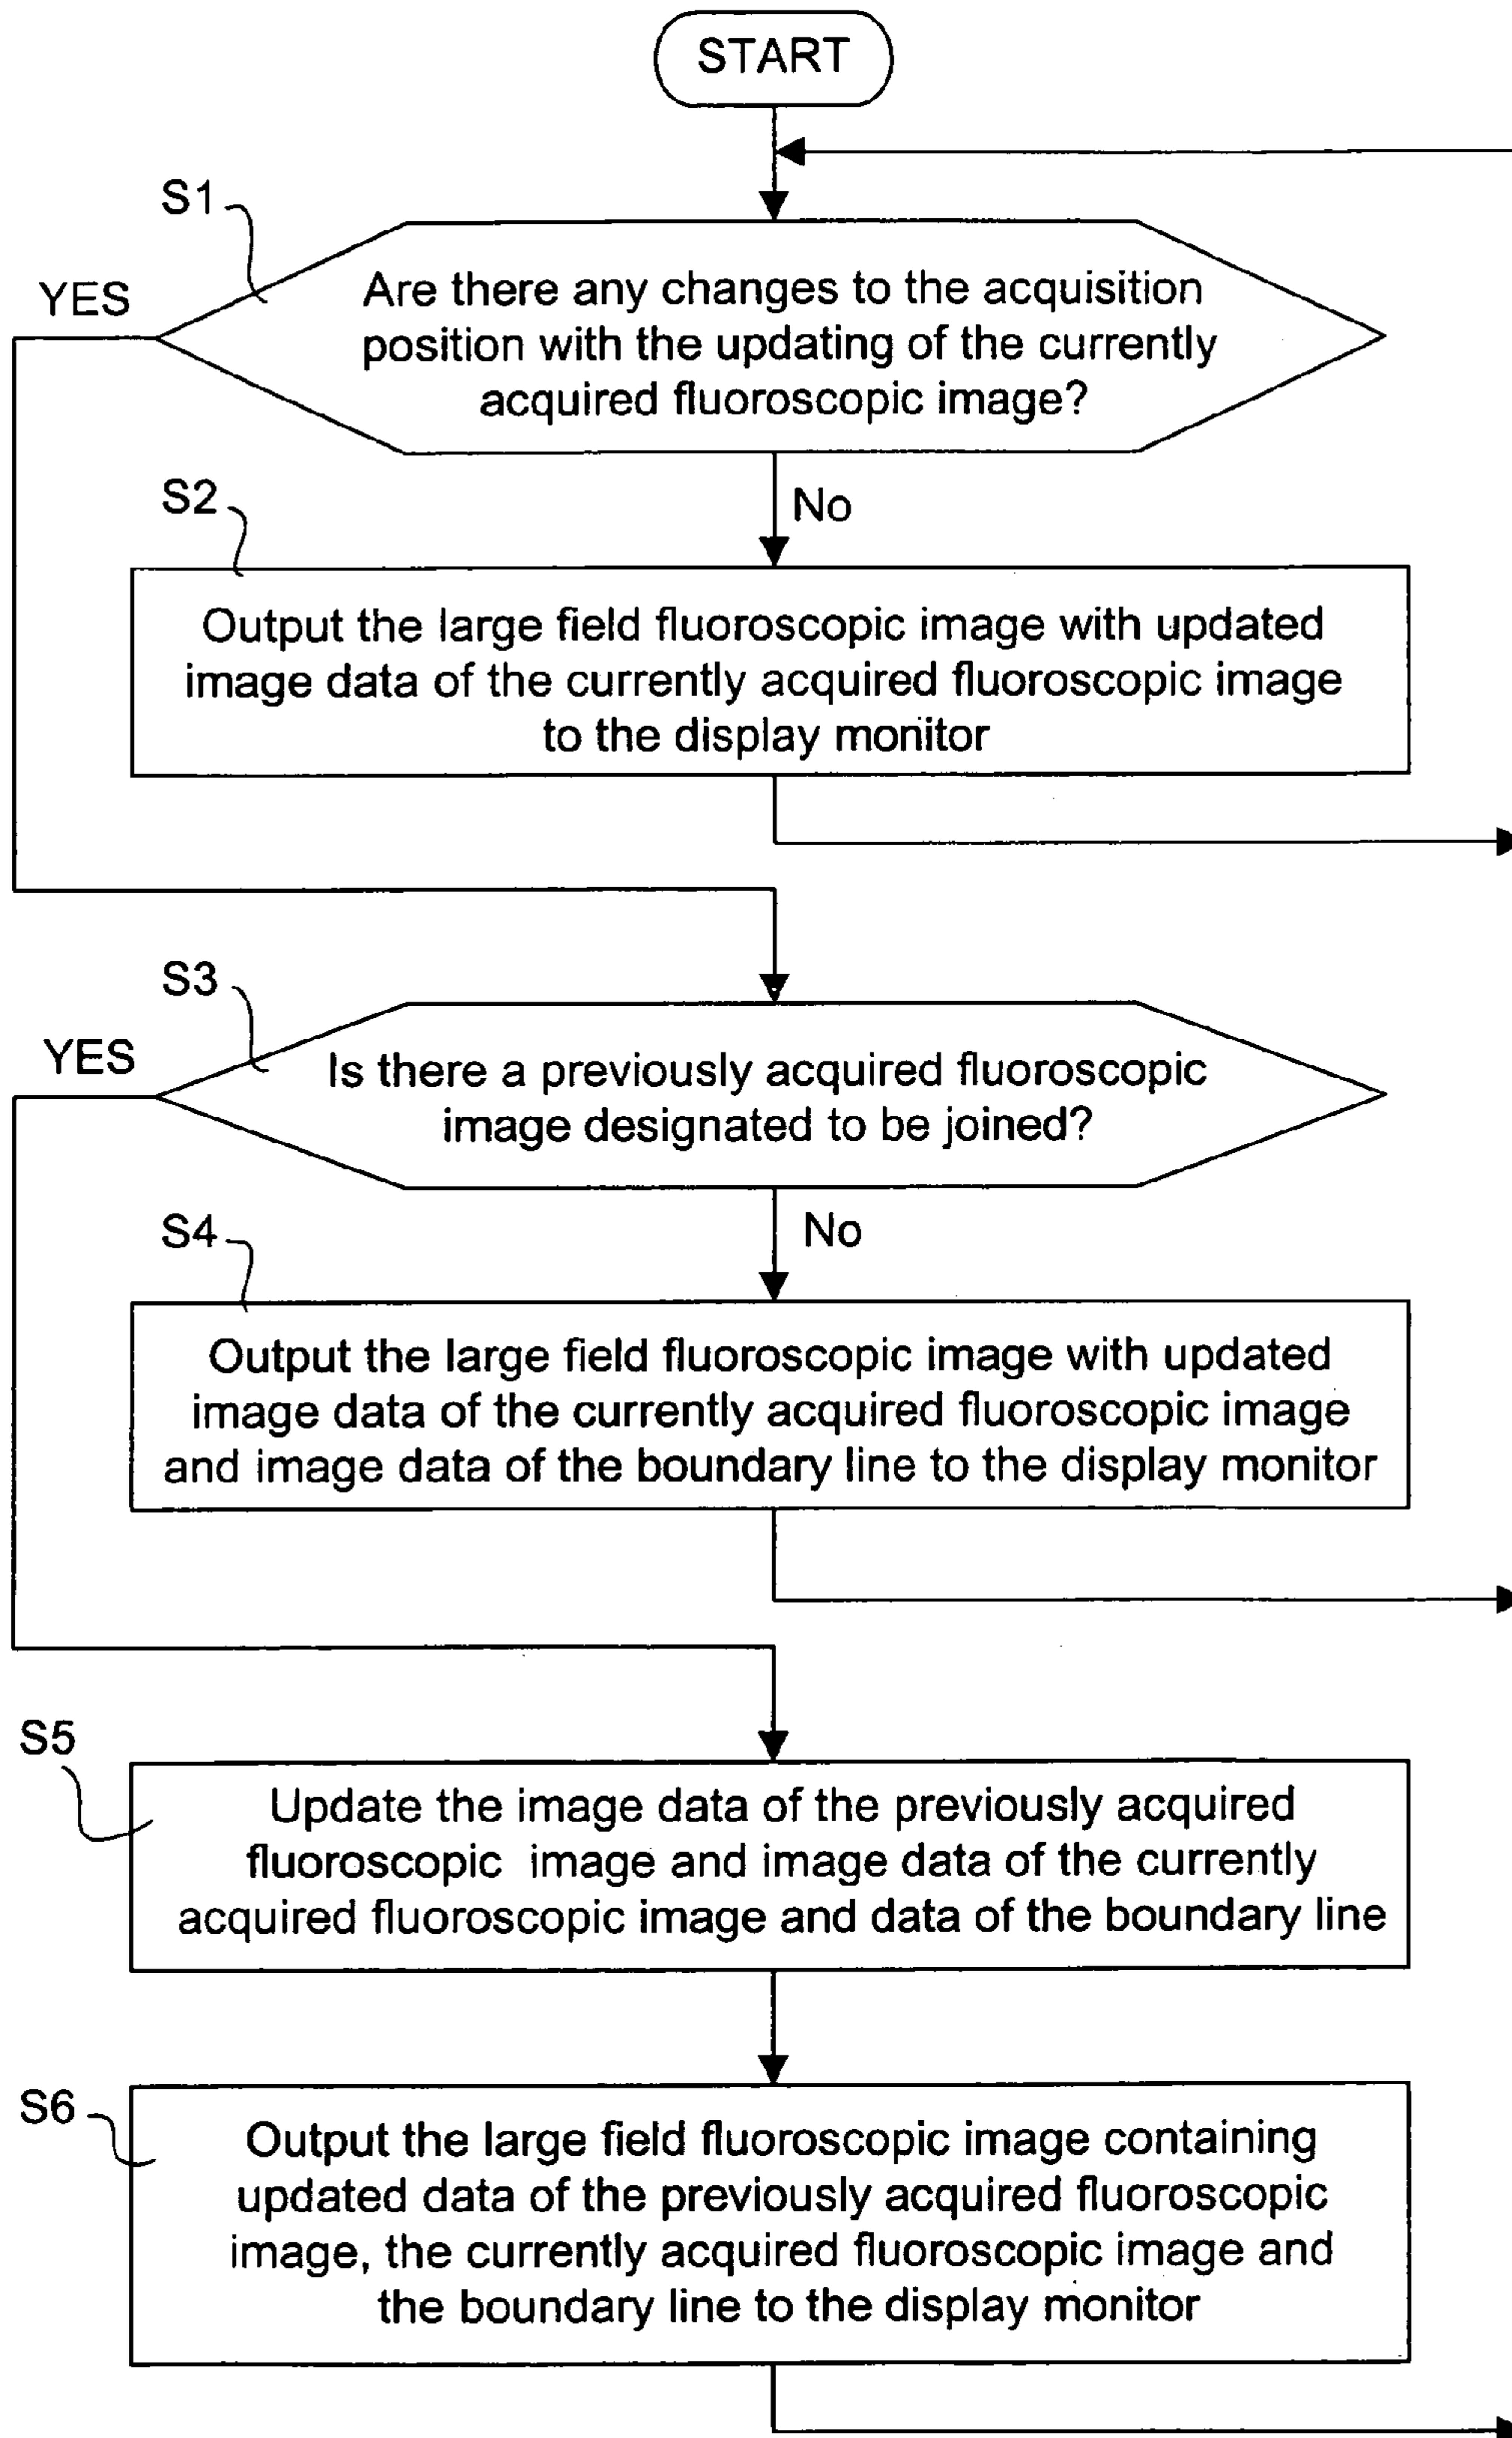 START
S1
YES
Are there any changes to the acquisition
position with the updating of the currently
acquired fluoroscopic image?
No
S2
Output the large field fluoroscopic image with updated
image data of the currently acquired fluoroscopic image
to the display monitor
S3
YES
Is there a previously acquired fluoroscopic
image designated to be joined?
No
S4
Output the large field fluoroscopic image with updated
image data of the currently acquired fluoroscopic image
and image data of the boundary line to the display monitor
S5
Update the image data of the previously acquired
fluoroscopic image and image data of the currently
acquired fluoroscopic image and data of the boundary line
S6
Output the large field fluoroscopic image containing
updated data of the previously acquired fluoroscopic
image, the currently acquired fluoroscopic image and
the boundary line to the display monitor